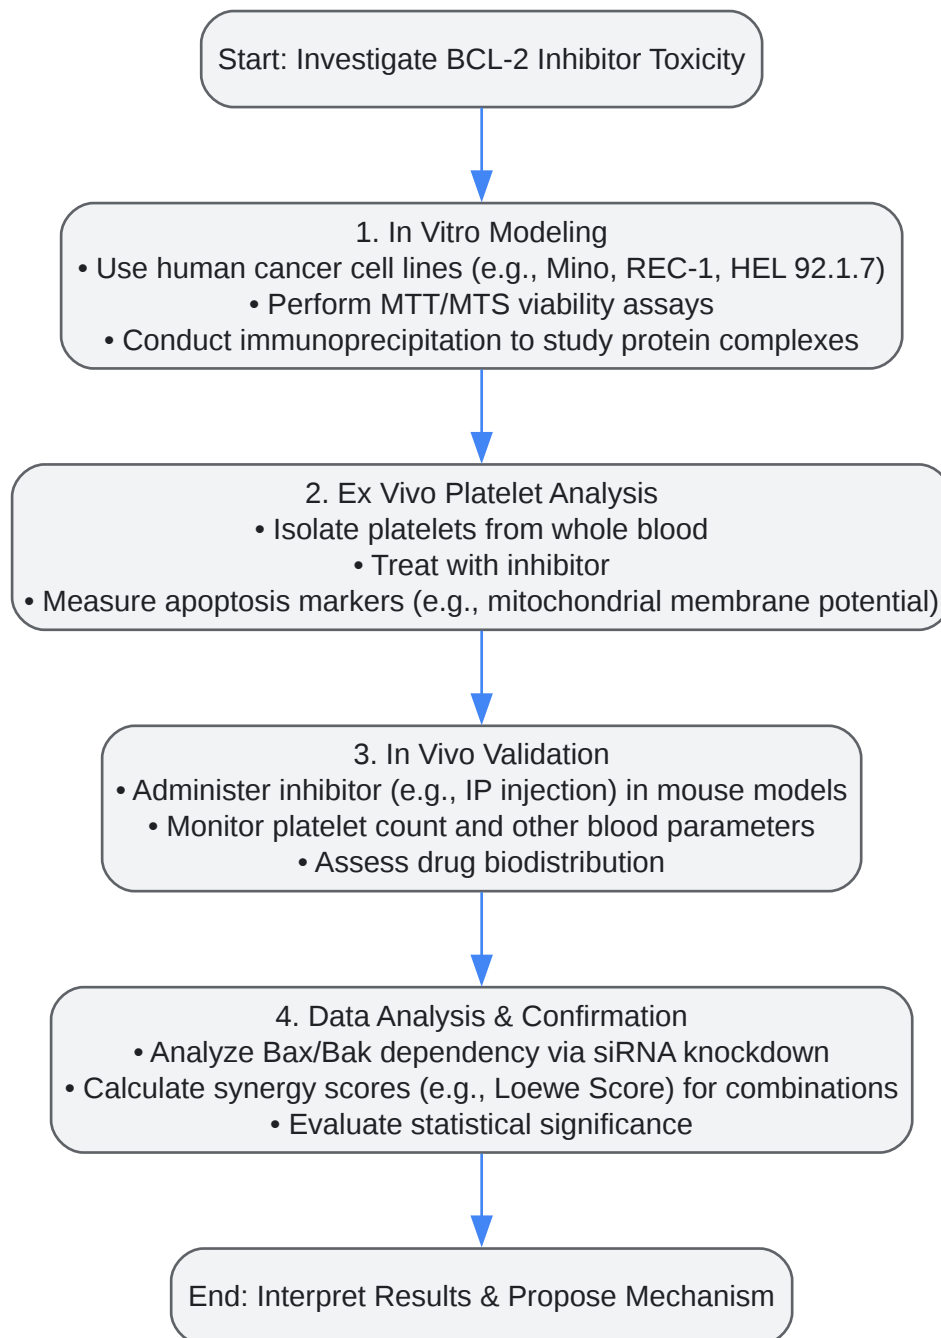 Start: Investigate BCL-2 Inhibitor Toxicity
1. In Vitro Modeling
• Use human cancer cell lines (e.g., Mino, REC-1, HEL 92.1.7)
• Perform MTT/MTS viability assays
• Conduct immunoprecipitation to study protein complexes
2. Ex Vivo Platelet Analysis
• Isolate platelets from whole blood
• Treat with inhibitor
• Measure apoptosis markers (e.g., mitochondrial membrane potential)
3. In Vivo Validation
• Administer inhibitor (e.g., IP injection) in mouse models
• Monitor platelet count and other blood parameters
• Assess drug biodistribution
4. Data Analysis & Confirmation
• Analyze Bax/Bak dependency via siRNA knockdown
• Calculate synergy scores (e.g., Loewe Score) for combinations
• Evaluate statistical significance
End: Interpret Results & Propose Mechanism